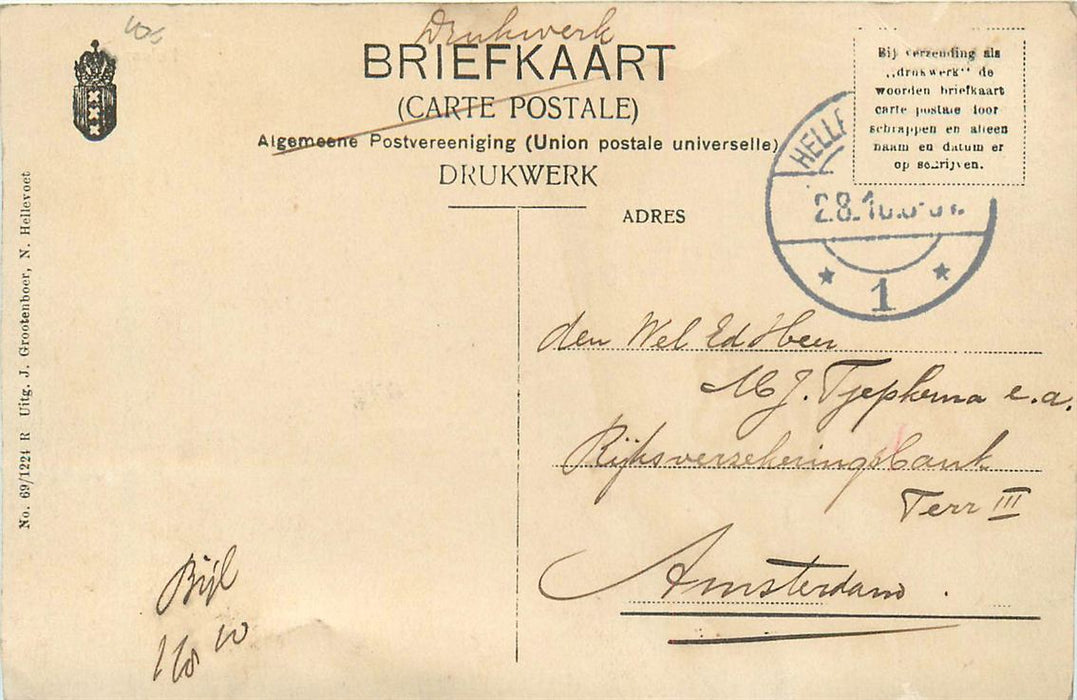 Drukwerk
BRIEFKAART
(CARTE POSTALE)
Algemeene Postvereeniging (Union postale universelle)
DRUKWERK
ADRES
Bij verzending als
,,drukwerk" de
woorden briefkaart
carte postale door
schrappen en alleen
naam en datum er
op schrijven.
HELL
28.10
1
den Wel Ed Heer
M J. Tjepkema e.a.
Rijksverzekeringsbank
Terr III
Amsterdam.
No. 69/1224 R Uitg. J. Grootenboer, N. Hellevoet
Bijl